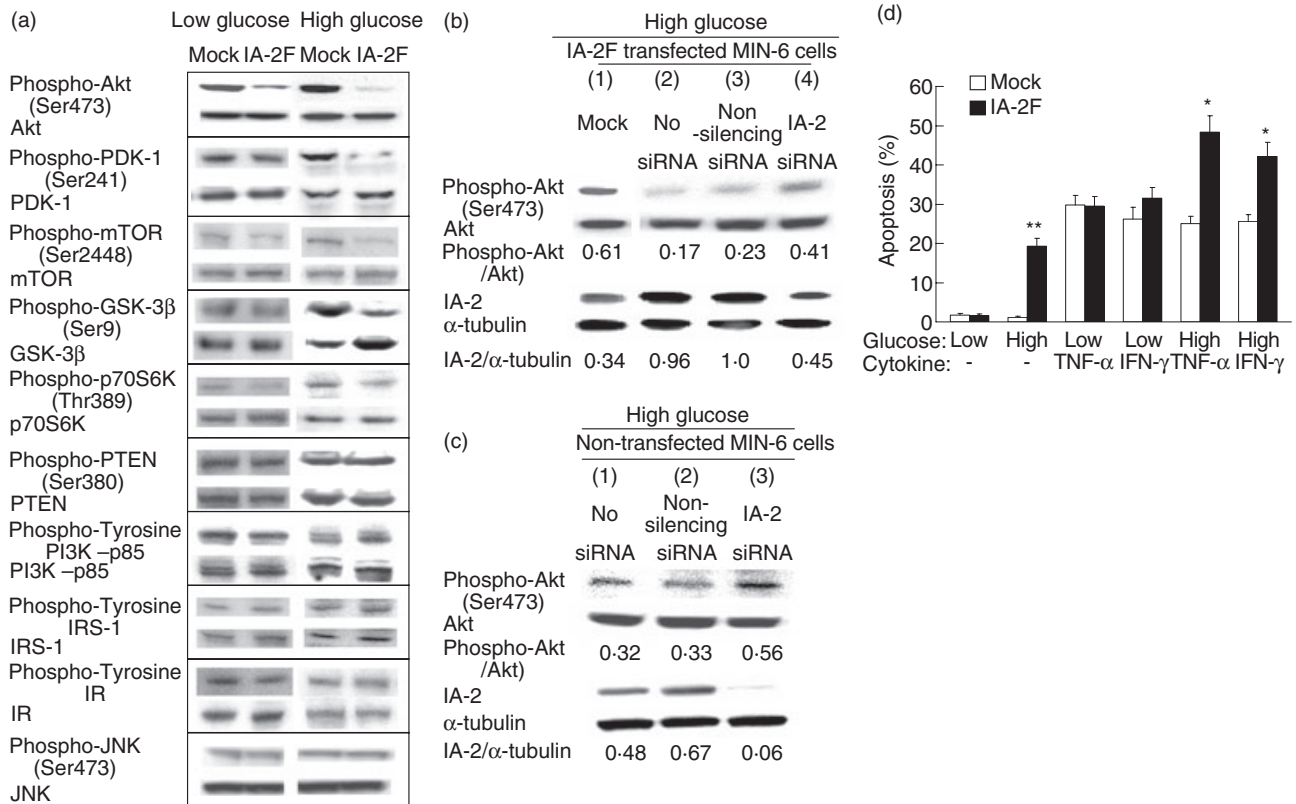 (a)
Low glucose High glucose
Mock IA-2F Mock IA-2F
Phospho-Akt
(Ser473)
Akt
Phospho-PDK-1
(Ser241)
PDK-1
Phospho-mTOR
(Ser2448)
mTOR
Phospho-GSK-3β
(Ser9)
GSK-3β
Phospho-p70S6K
(Thr389)
p70S6K
Phospho-PTEN
(Ser380)
PTEN
Phospho-Tyrosine
PI3K –p85
PI3K –p85
Phospho-Tyrosine
IRS-1
IRS-1
Phospho-Tyrosine
IR
IR
Phospho-JNK
(Ser473)
JNK
(b)
High glucose
IA-2F transfected MIN-6 cells
(1) (2) (3) (4)
Mock No Non IA-2
-silencing
siRNA siRNA siRNA
Phospho-Akt
(Ser473)
Akt
Phospho-Akt
/Akt)
0·61 0·17 0·23 0·41
IA-2
α-tubulin
IA-2/α-tubulin 0·34 0·96 1·0 0·45
(c)
High glucose
Non-transfected MIN-6 cells
(1) (2) (3)
No Non- IA-2
silencing
siRNA siRNA siRNA
Phospho-Akt
(Ser473)
Akt
Phospho-Akt
/Akt)
0·32 0·33 0·56
IA-2
α-tubulin
IA-2/α-tubulin 0·48 0·67 0·06
(d)
Mock
IA-2F
Apoptosis (%)
60
50
40
30
20
10
0
** * *
Glucose: Low High Low Low High High
Cytokine: - - TNF-α IFN-γ TNF-α IFN-γ